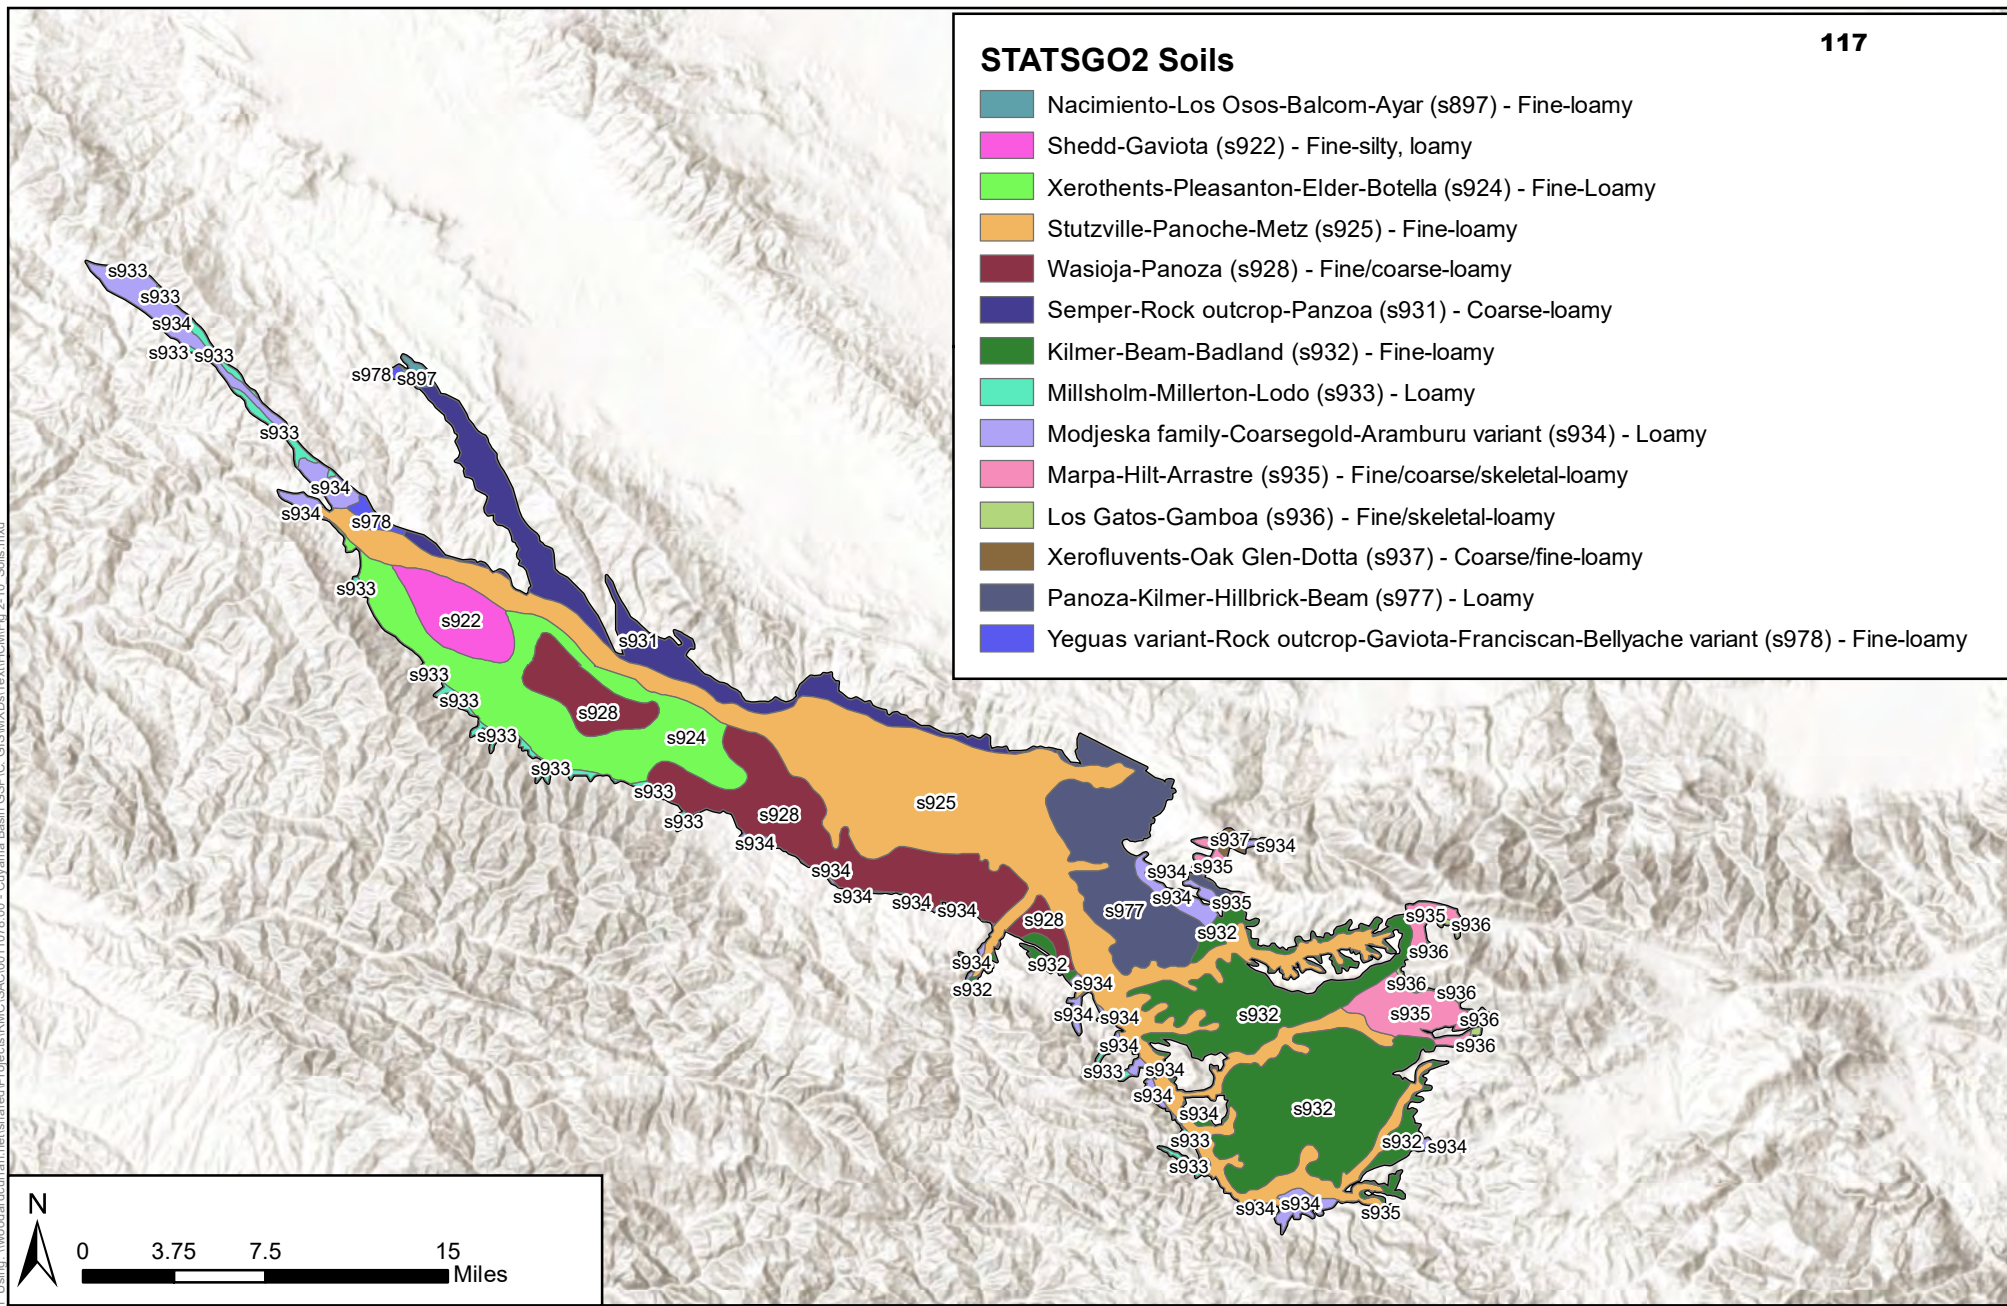 117
STATSGO2 Soils
Nacimiento-Los Osos-Balcom-Ayar (s897) - Fine-loamy
Shedd-Gaviota (s922) - Fine-silty, loamy
Xerothents-Pleasanton-Elder-Botella (s924) - Fine-Loamy
Stutzville-Panoche-Metz (s925) - Fine-loamy
Wasioja-Panoza (s928) - Fine/coarse-loamy
Semper-Rock outcrop-Panzoa (s931) - Coarse-loamy
Kilmer-Beam-Badland (s932) - Fine-loamy
Millsholm-Millerton-Lodo (s933) - Loamy
Modjeska family-Coarsegold-Aramburu variant (s934) - Loamy
Marpa-Hilt-Arrastre (s935) - Fine/coarse/skeletal-loamy
Los Gatos-Gamboa (s936) - Fine/skeletal-loamy
Xerofluvents-Oak Glen-Dotta (s937) - Coarse/fine-loamy
Panoza-Kilmer-Hillbrick-Beam (s977) - Loamy
Yeguas variant-Rock outcrop-Gaviota-Franciscan-Bellyache variant (s978) - Fine-loamy
s933
s933
s934
s933 s933
s978 s897
s933
s934
s934 s978
s933
s922
s931
s933
s933
s928
s933 s924
s933
s933
s925
s928
s933
s934
s937 s934
s935
s934 s934
s934 s934 s934 s934 s935
s977
s928
s935
s936
s932
s936
s934 s932
s934 s936
s932 s936
s934 s934 s932 s935 s936
s934 s936
s933 s934
s934
s934 s932
s933 s932 s934
s933
s934 s934 s935
N
0 3.75 7.5 15
Miles